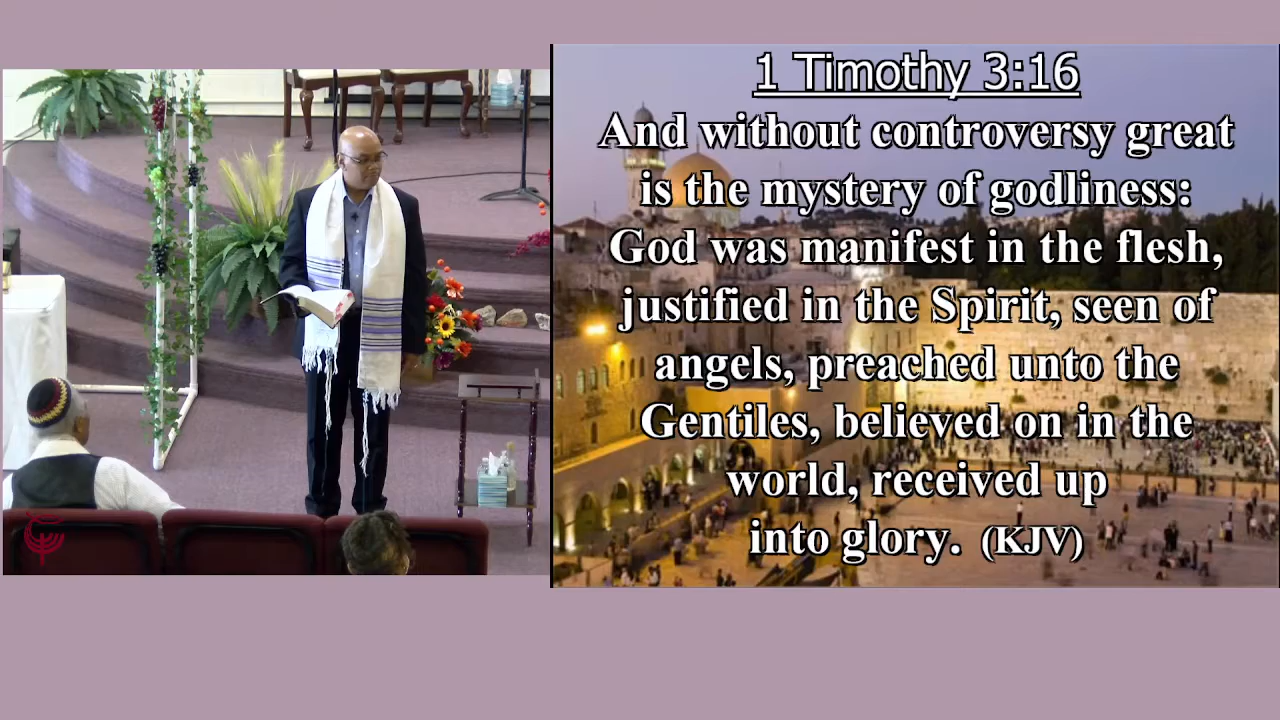 1 Timothy 3:16
And without controversy great
is the mystery of godliness:
God was manifest in the flesh,
justified in the Spirit, seen of
angels, preached unto the
Gentiles, believed on in the
world, received up
into glory. (KJV)